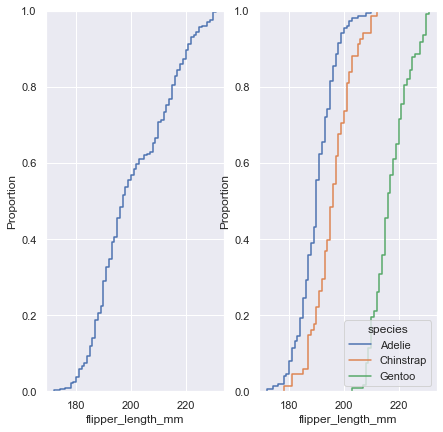 1.0
0.8
0.6
0.4
0.2
0.0
Proportion
180
200
220
flipper_length_mm
1.0
0.8
0.6
0.4
0.2
0.0
Proportion
180
200
220
flipper_length_mm
species
Adelie
Chinstrap
Gentoo